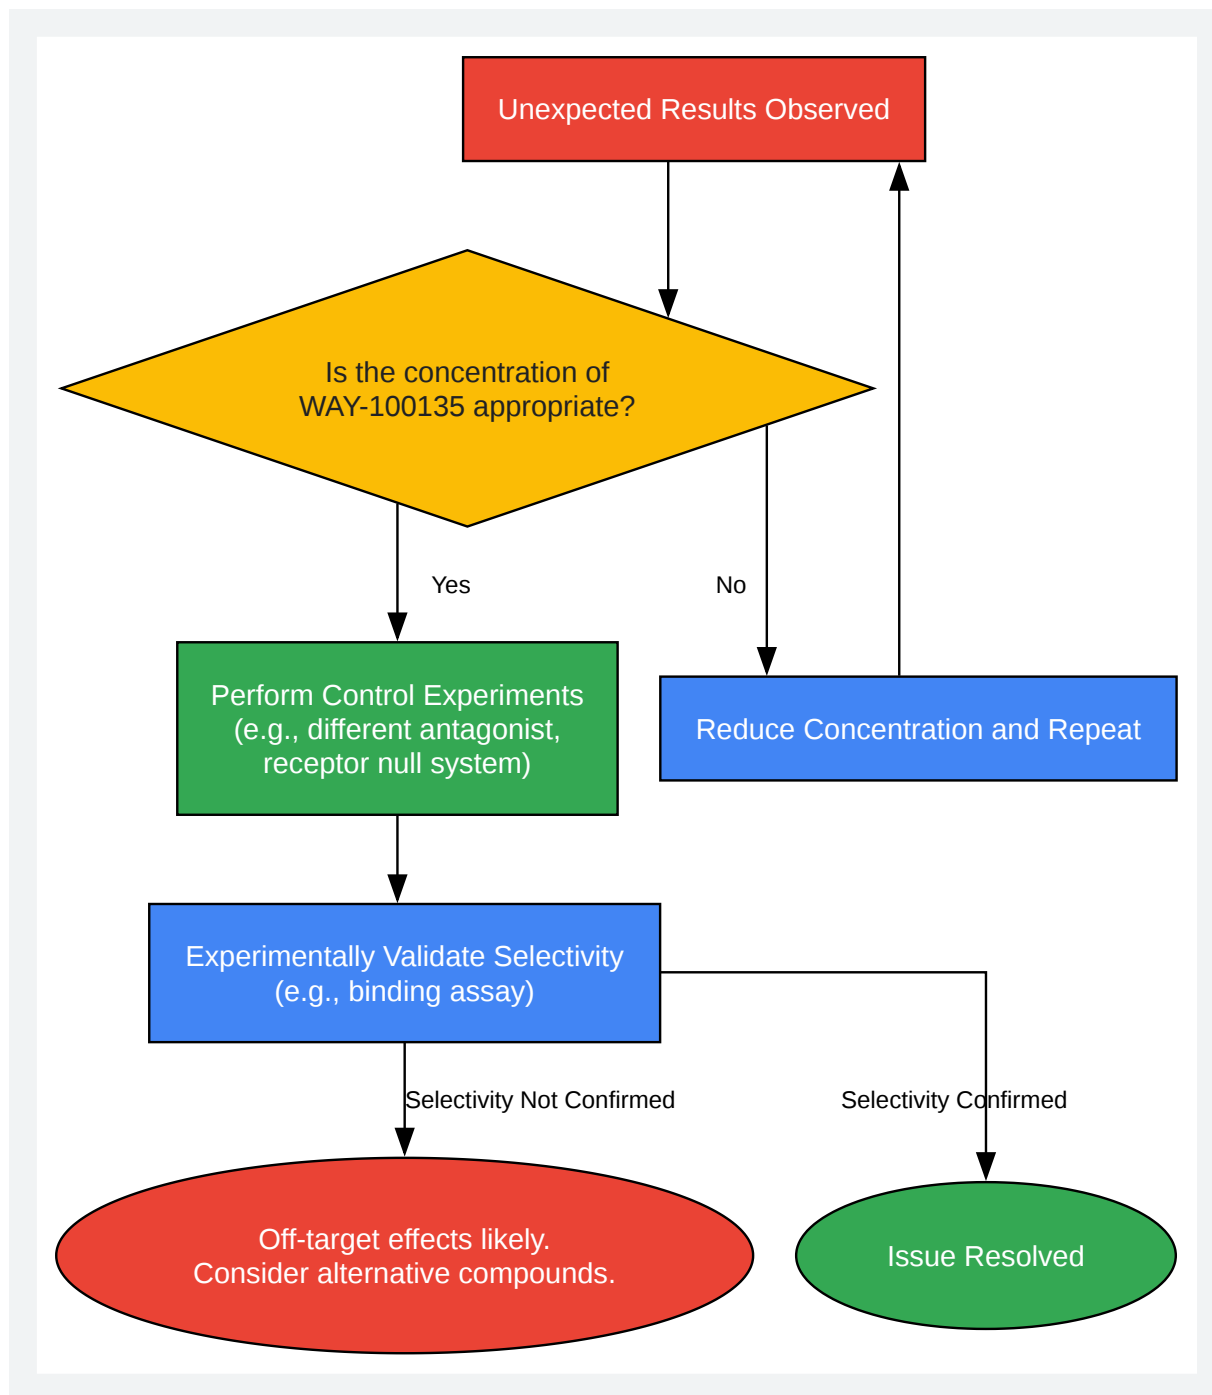 Unexpected Results Observed
Is the concentration of
WAY-100135 appropriate?
Yes
No
Perform Control Experiments
(e.g., different antagonist,
receptor null system)
Reduce Concentration and Repeat
Experimentally Validate Selectivity
(e.g., binding assay)
Selectivity Not Confirmed
Selectivity Confirmed
Off-target effects likely.
Consider alternative compounds.
Issue Resolved